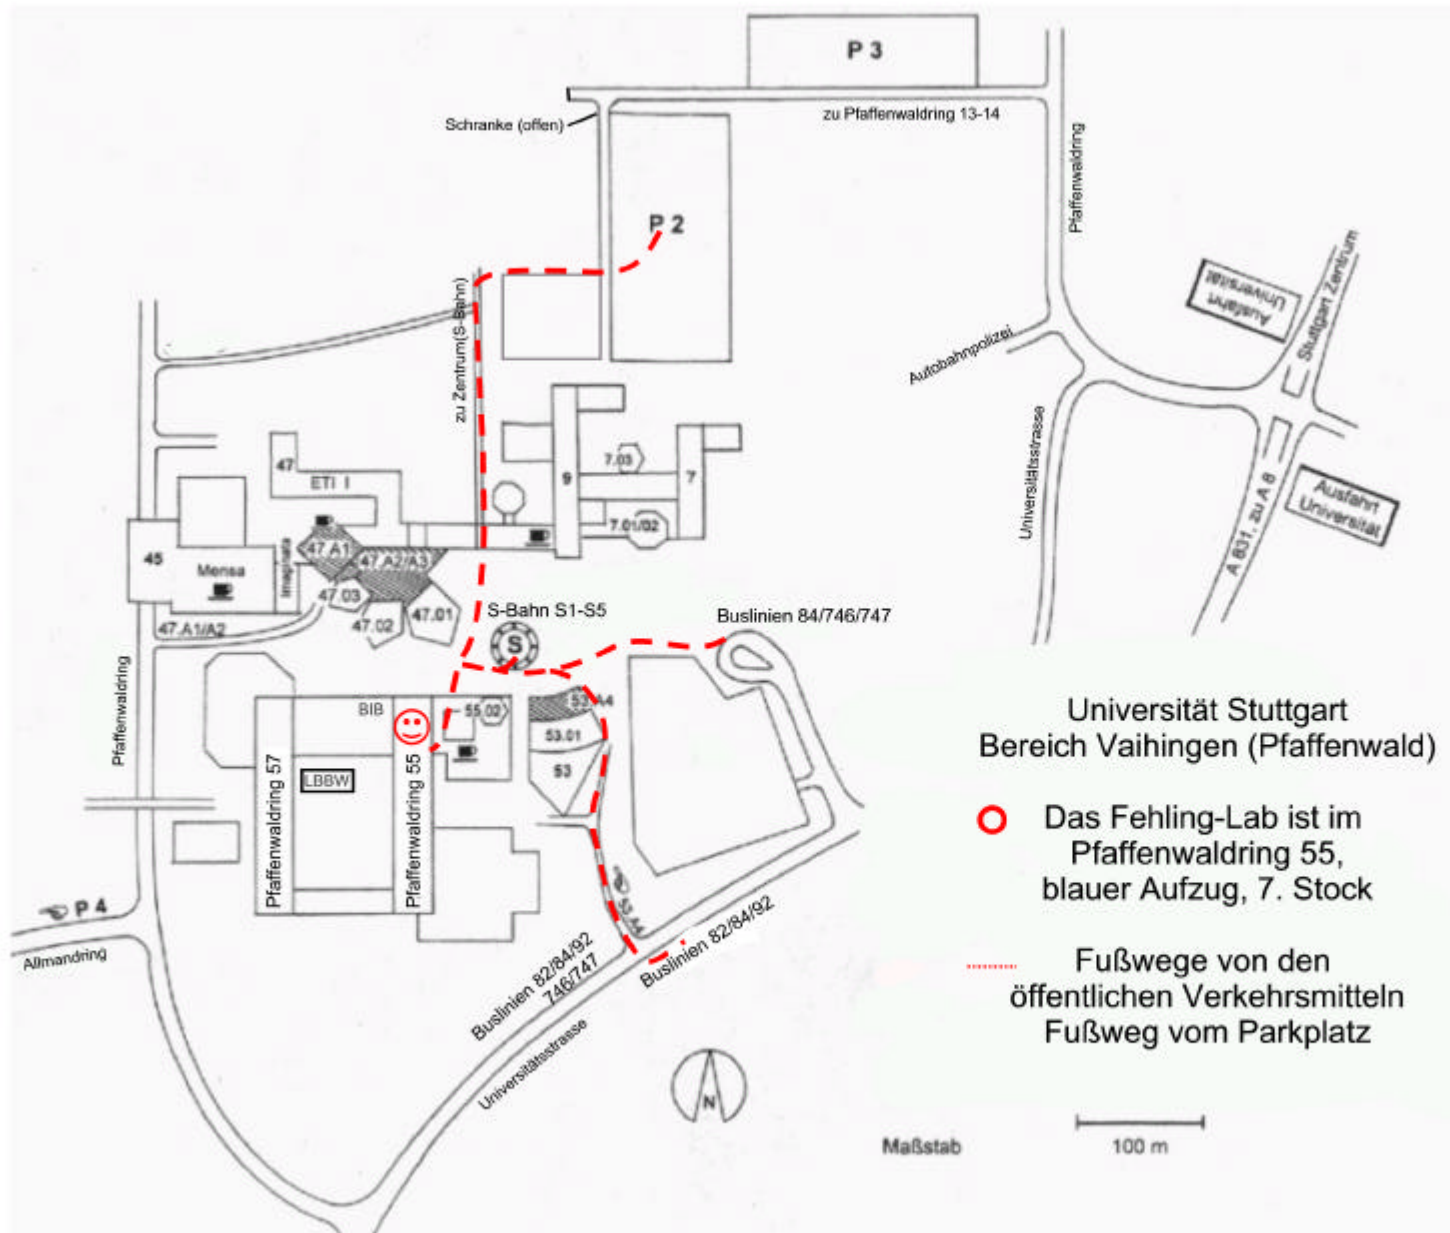 P 3
zu Pfaffenwaldring 13-14
Schranke (offen)
Pfaffenwaldring
P 2
Ausfahrt
Universität
Stuttgart Zentrum
zu Zentrum(S-Bahn)
Autobahnpolizei
Universitätsstrasse
A 831, zu A 8
Ausfahrt
Universität
47
ETI I
9
7.03
7
7.01/02
45
Mensa
Imaginata
47.A1
47.A2/A3
47.03
47.02
47.01
47.A1/A2
S-Bahn S1-S5
S
Buslinien 84/746/747
Pfaffenwaldring
BIB
55.02
53.A4
53.01
53
Pfaffenwaldring 57
LBBW
Pfaffenwaldring 55
53.A4
P 4
Allmandring
Buslinien 82/84/92
746/747
Buslinien 82/84/92
Universitätsstrasse
N
Universität Stuttgart
Bereich Vaihingen (Pfaffenwald)
Das Fehling-Lab ist im
Pfaffenwaldring 55,
blauer Aufzug, 7. Stock
Fußwege von den
öffentlichen Verkehrsmitteln
Fußweg vom Parkplatz
Maßstab
100 m